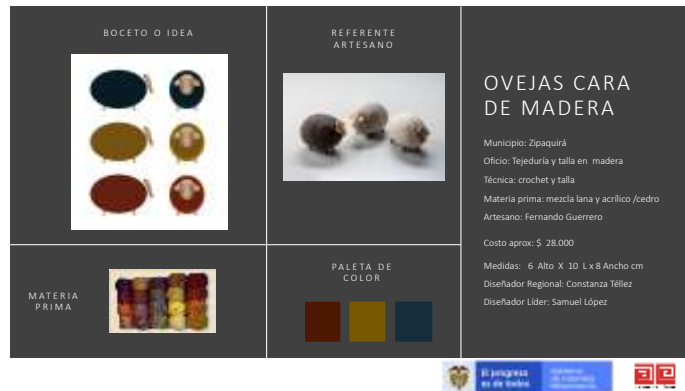 BOCETO O IDEA
REFERENTE
ARTESANO
OVEJAS CARA
DE MADERA
Municipio: Zipaquirá
Oficio: Tejeduría y talla en madera
Técnica: crochet y talla
Materia prima: mezcla lana y acrílico /cedro
Artesano: Fernando Guerrero
Costo aprox: $ 28.000
Medidas: 6 Alto X 10 L x 8 Ancho cm
Diseñador Regional: Constanza Téllez
Diseñador Líder: Samuel López
MATERIA
PRIMA
PALETA DE
COLOR
El progreso
es de todos